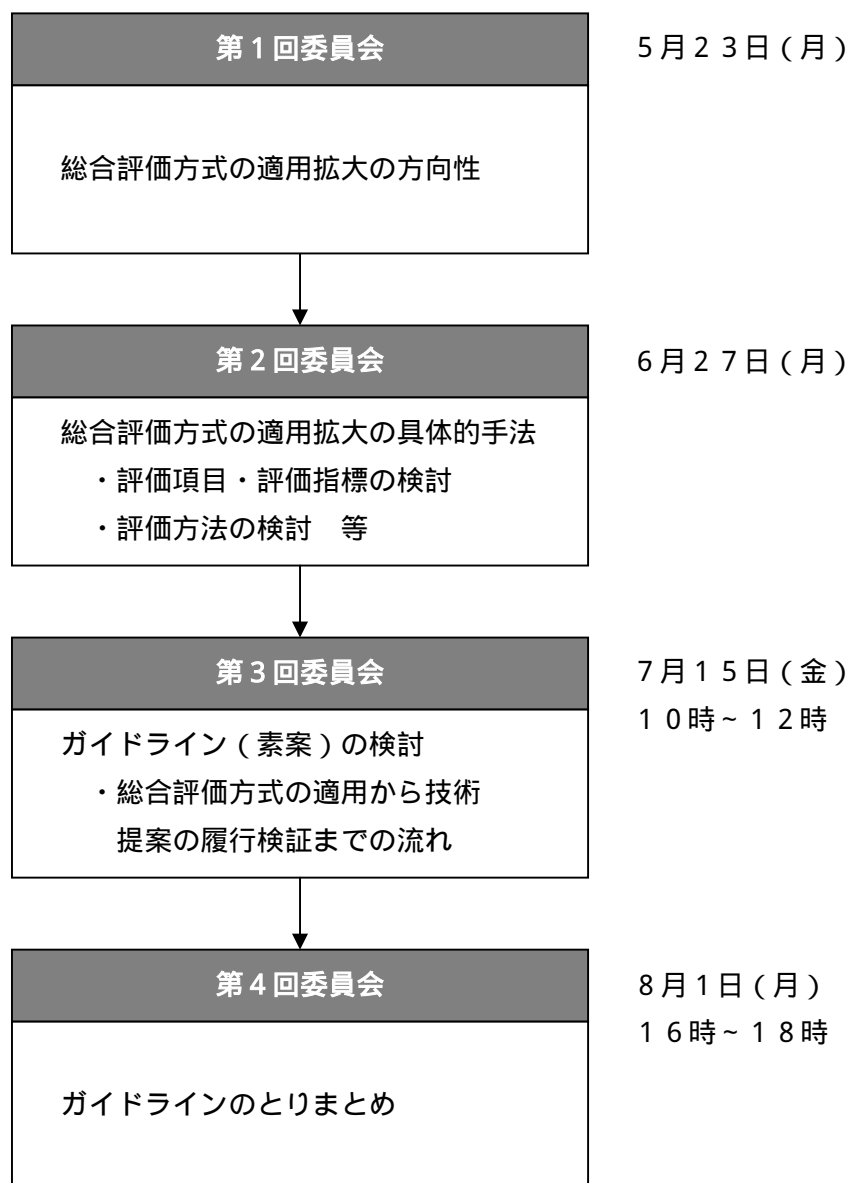 第１回委員会
５月２３日（月）
総合評価方式の適用拡大の方向性
第２回委員会
６月２７日（月）
総合評価方式の適用拡大の具体的手法
・評価項目・評価指標の検討
・評価方法の検討　等
第３回委員会
７月１５日（金）
１０時～１２時
ガイドライン（素案）の検討
・総合評価方式の適用から技術
提案の履行検証までの流れ
第４回委員会
８月１日（月）
１６時～１８時
ガイドラインのとりまとめ